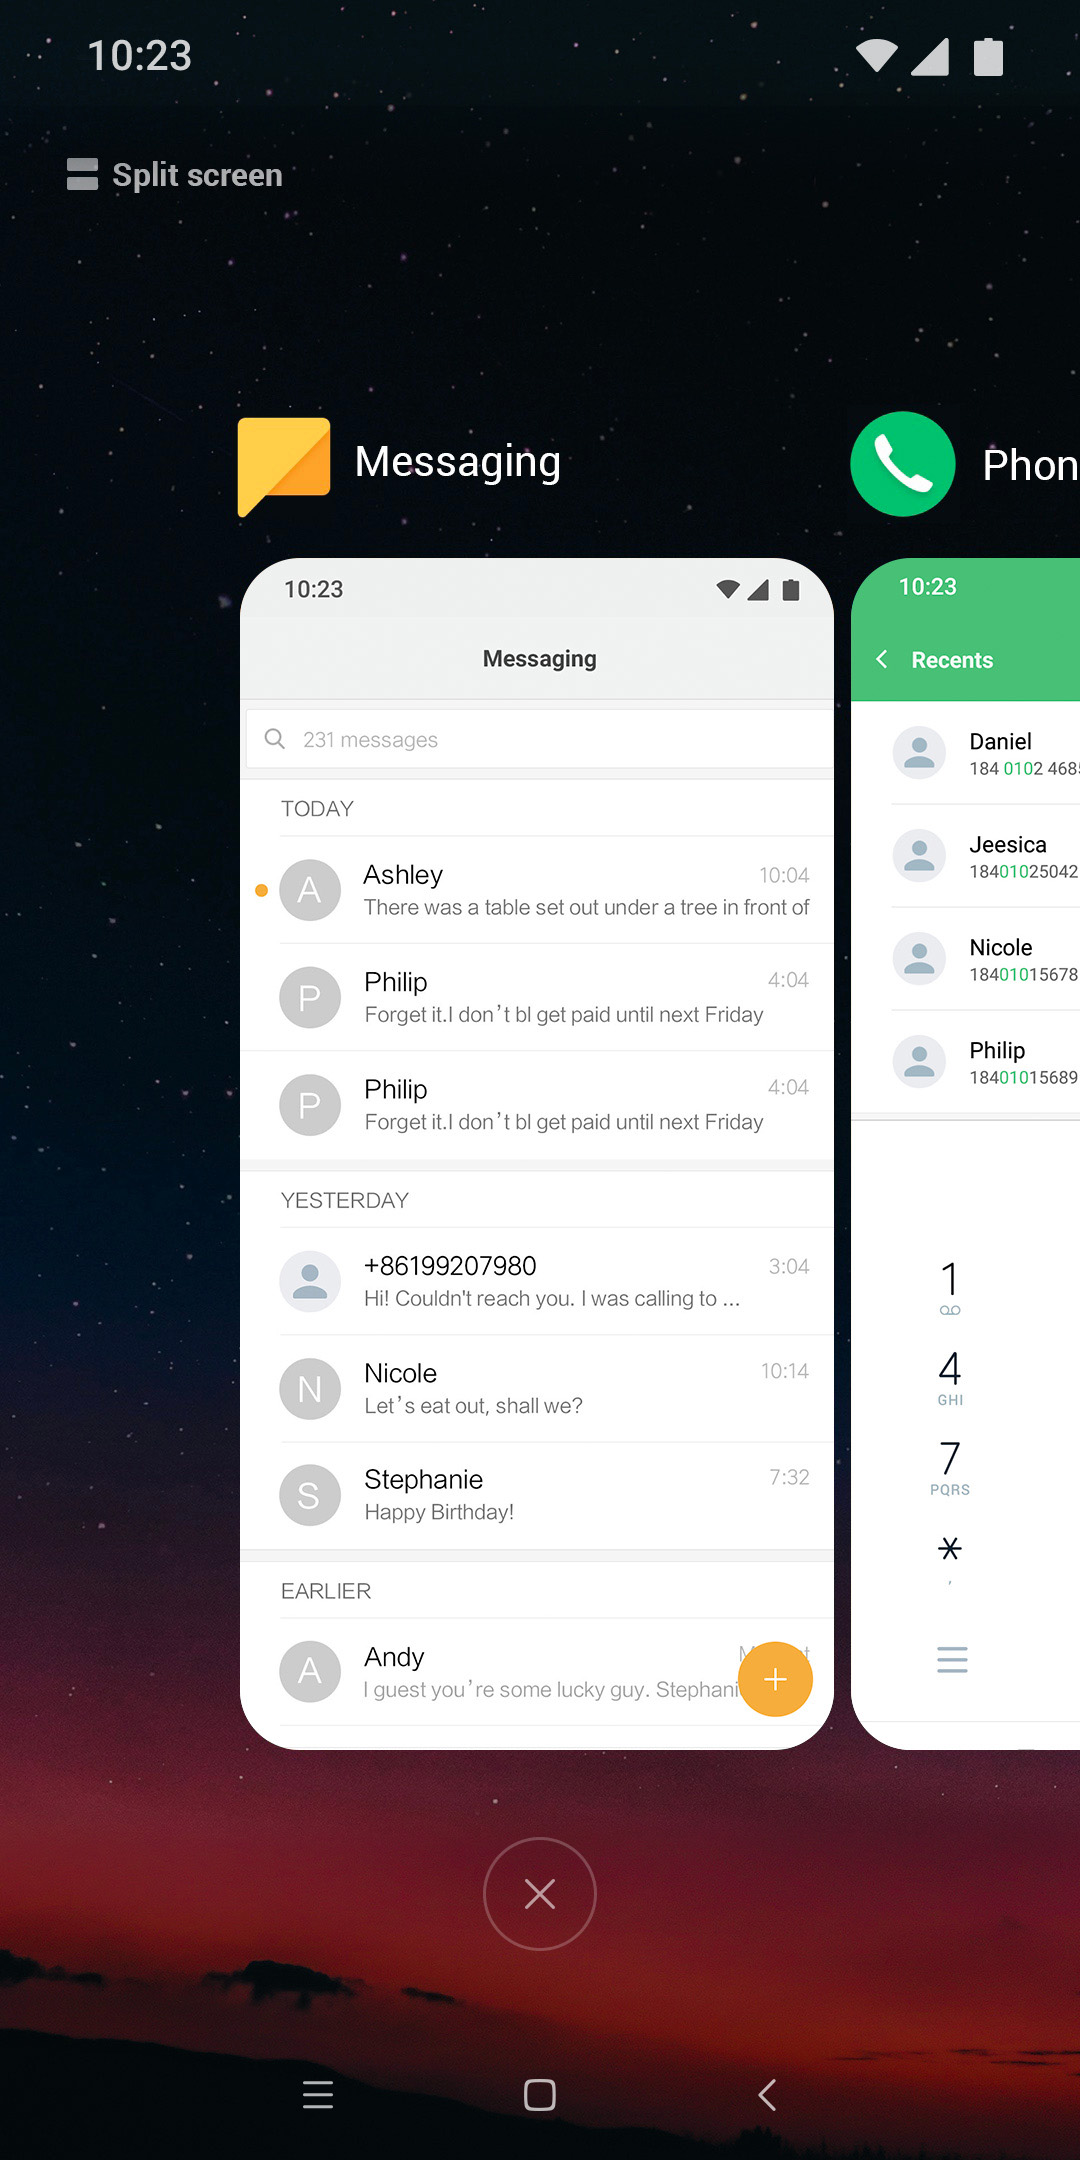 10:23
Split screen
Messaging
10:23
Messaging
231 messages
TODAY
A
Ashley
10:04
There was a table set out under a tree in front of
P
Philip
4:04
Forget it.I don’t bl get paid until next Friday
P
Philip
4:04
Forget it.I don’t bl get paid until next Friday
YESTERDAY
+86199207980
3:04
Hi! Couldn't reach you. I was calling to ...
N
Nicole
10:14
Let’s eat out, shall we?
S
Stephanie
7:32
Happy Birthday!
EARLIER
A
Andy
I guest you’re some lucky guy. Stephani
+
Phon
10:23
Recents
Daniel
184 0102 468
Jeesica
18401025042
Nicole
18401015678
Philip
18401015689
1
4
GHI
7
PQRS
*
,